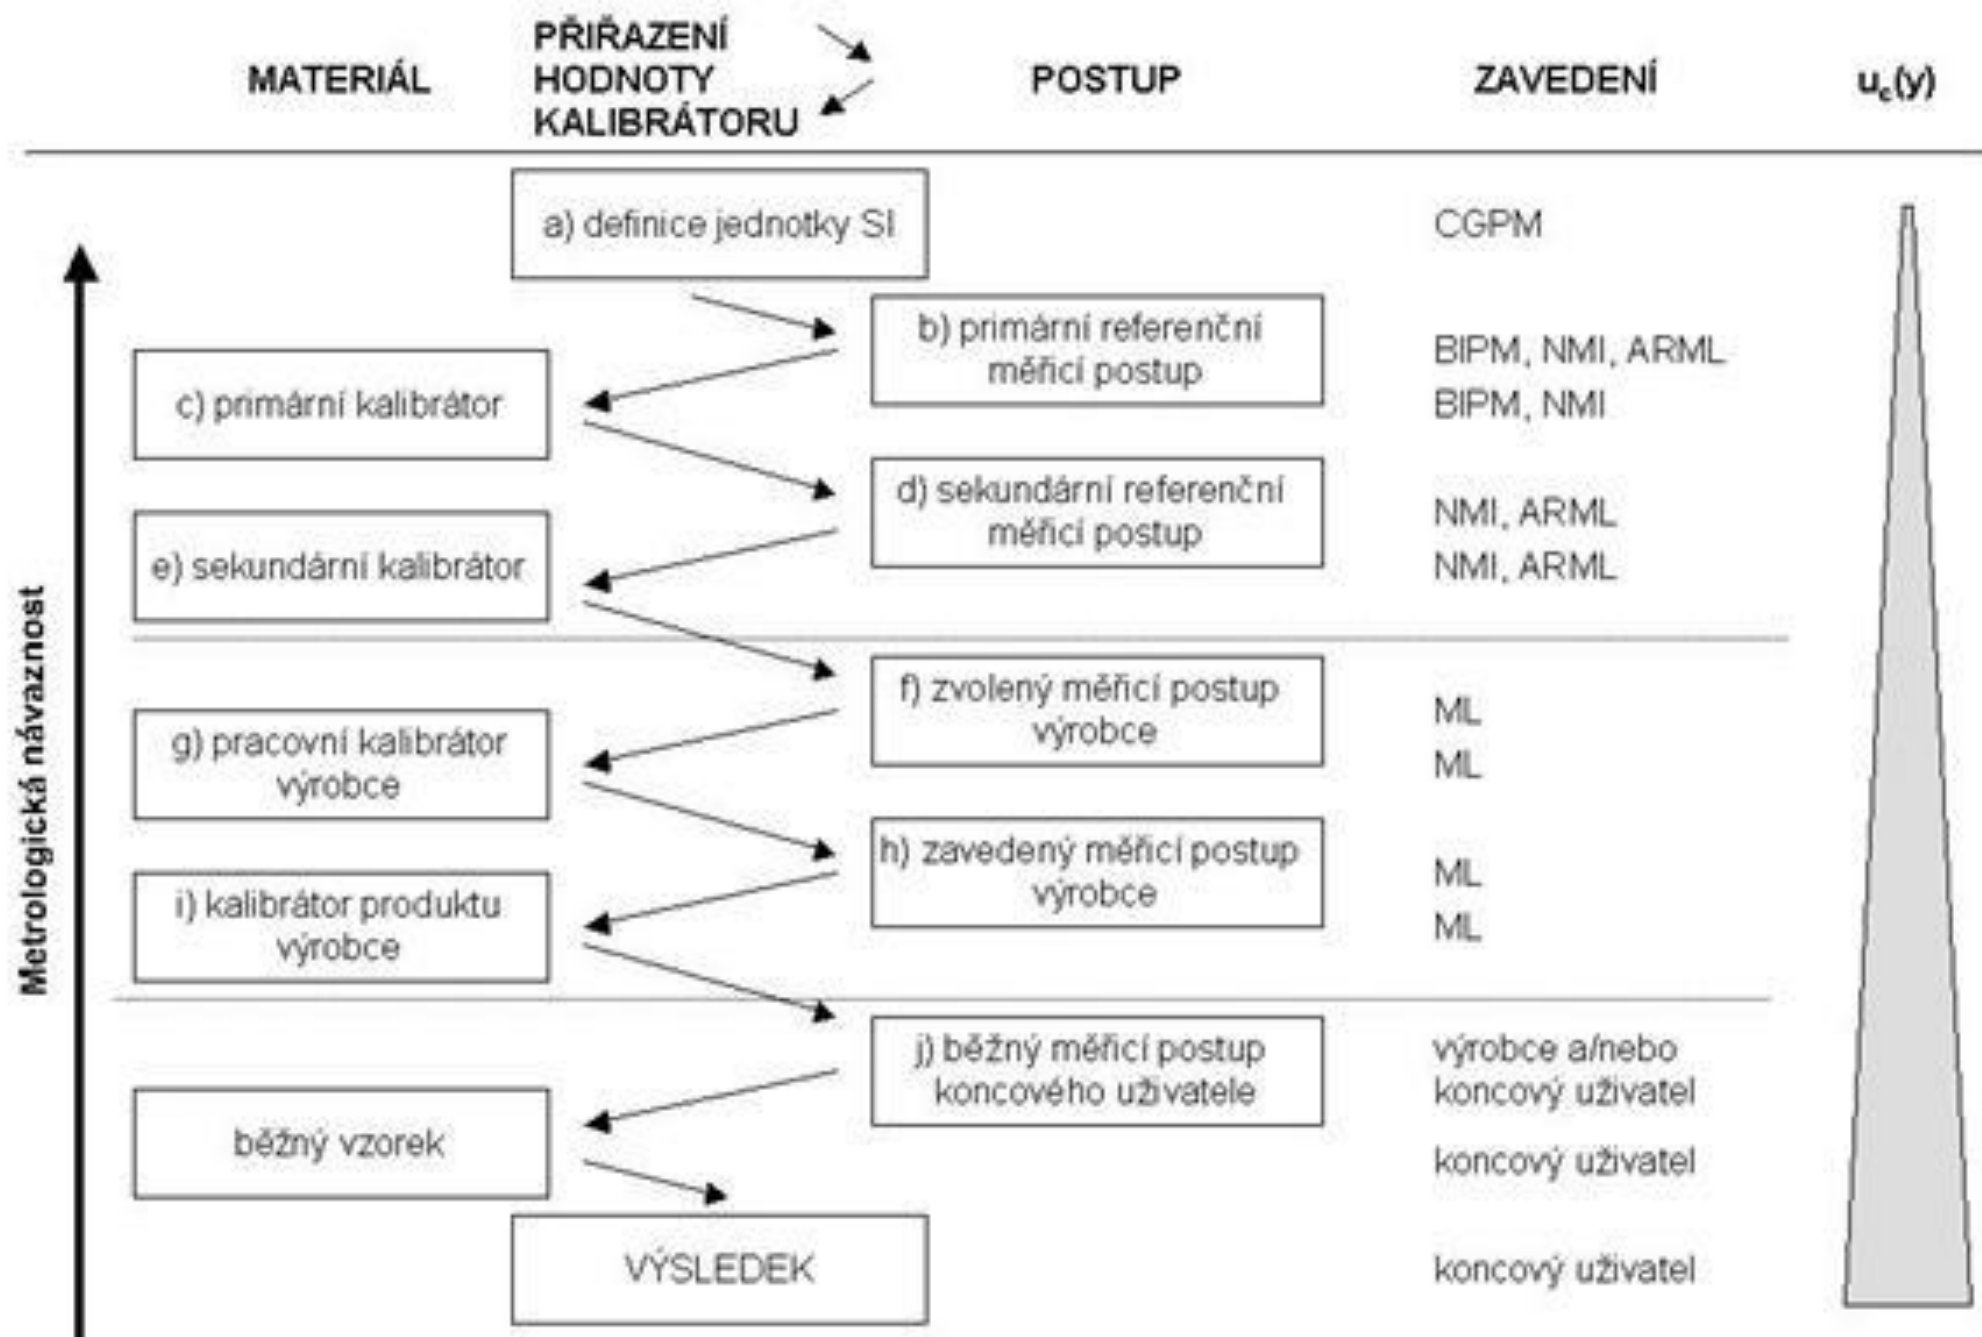 MATERIÁL
PŘIŘAZENÍ
HODNOTY
KALIBRÁTORU
POSTUP
ZAVEDENÍ
uc(y)
a) definice jednotky SI
CGPM
b) primární referenční
měřicí postup
BIPM, NMI, ARML
c) primární kalibrátor
BIPM, NMI
d) sekundární referenční
měřicí postup
NMI, ARML
e) sekundární kalibrátor
NMI, ARML
Metrologická návaznost
f) zvolený měřicí postup
výrobce
ML
g) pracovní kalibrátor
výrobce
ML
h) zavedený měřicí postup
výrobce
ML
i) kalibrátor produktu
výrobce
ML
j) běžný měřicí postup
koncového uživatele
výrobce a/nebo
koncový uživatel
běžný vzorek
koncový uživatel
VÝSLEDEK
koncový uživatel